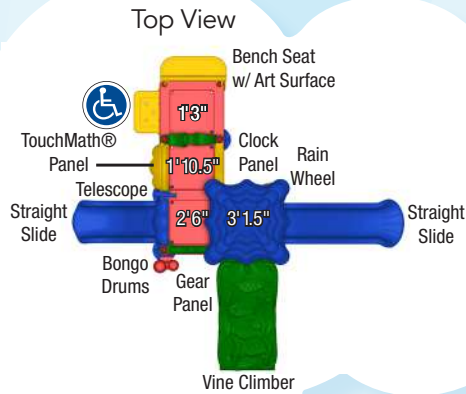 Top View
Bench Seat
w/ Art Surface
1'3"
TouchMath®
Panel
1'10.5"
Clock
Panel
Rain
Wheel
Telescope
Straight
Slide
2'6"
3'1.5"
Straight
Slide
Bongo
Drums
Gear
Panel
Vine Climber